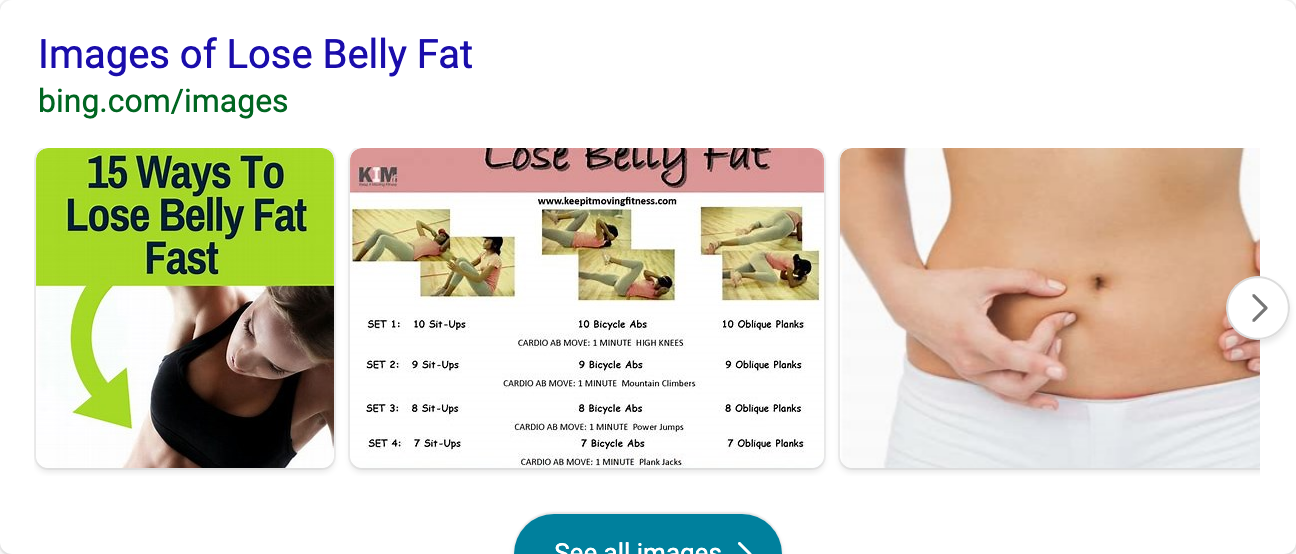 Images of Lose Belly Fat
bing.com/images
15 Ways To
Lose Belly Fat
Fast
KIM
Lose Belly Fat
www.keepitmovingfitness.com
SET 1: 10 Sit-Ups 10 Bicycle Abs 10 Oblique Planks
CARDIO AB MOVE: 1 MINUTE HIGH KNEES
SET 2: 9 Sit-Ups 9 Bicycle Abs 9 Oblique Planks
CARDIO AB MOVE: 1 MINUTE Mountain Climbers
SET 3: 8 Sit-Ups 8 Bicycle Abs 8 Oblique Planks
CARDIO AB MOVE: 1 MINUTE Power Jumps
SET 4: 7 Sit-Ups 7 Bicycle Abs 7 Oblique Planks
CARDIO AB MOVE: 1 MINUTE Plank Jacks
See all images